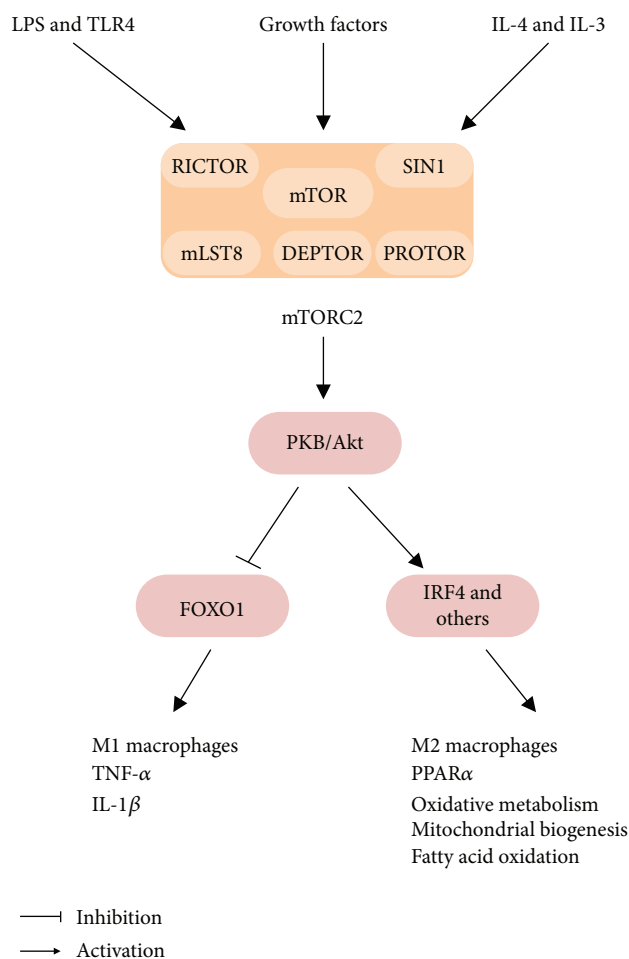 LPS and TLR4
Growth factors
IL-4 and IL-3
RICTOR
SIN1
mTOR
mLST8
DEPTOR
PROTOR
mTORC2
PKB/Akt
FOXO1
IRF4 and
others
M1 macrophages
TNF-α
IL-1β
M2 macrophages
PPARα
Oxidative metabolism
Mitochondrial biogenesis
Fatty acid oxidation
Inhibition
Activation